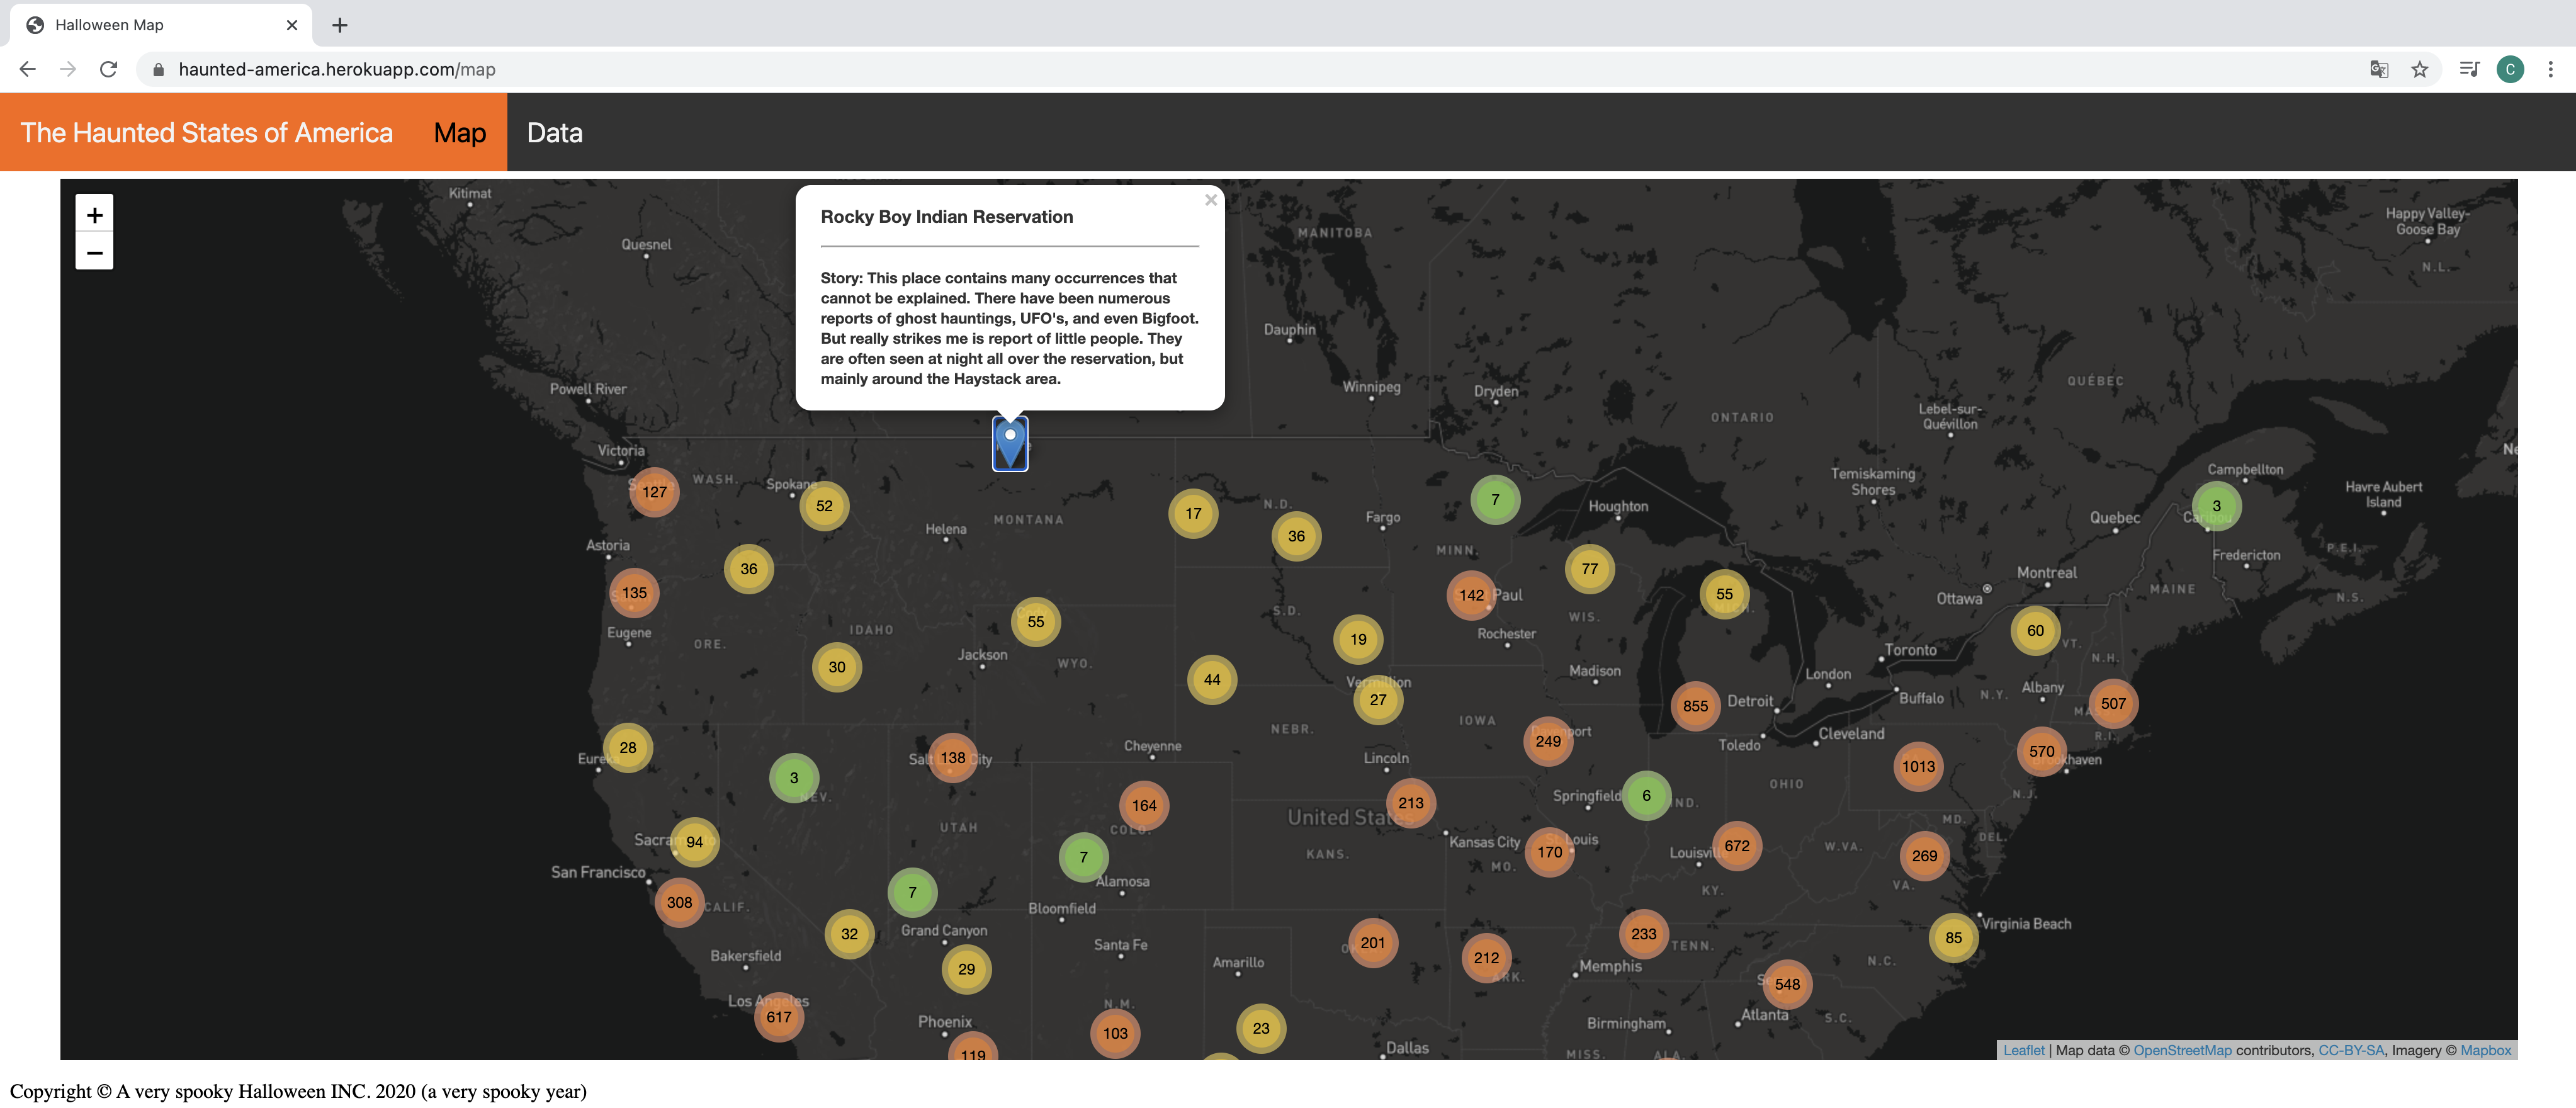 Halloween Map
haunted-america.herokuapp.com/map
C
The Haunted States of America Map Data
+
−
Rocky Boy Indian Reservation
Story: This place contains many occurrences that
cannot be explained. There have been numerous
reports of ghost hauntings, UFO's, and even Bigfoot.
But really strikes me is report of little people. They
are often seen at night all over the reservation, but
mainly around the Haystack area.
Kitimat
Quesnel
MANITOBA
Happy Valley-
Goose Bay
N.L.
Dauphin
Powell River
Winnipeg
Dryden
QUÉBEC
ONTARIO
Lebel-sur-
Quévillon
Victoria
Campbellton
WASH.
Spokane
127
52
Temiskaming
Shores
Havre Aubert
Island
7
3
17
N.D.
Fargo
Houghton
Quebec
MONTANA
Helena
36
Astoria
MINN.
Fredericton
P.E.I.
36
77
Montreal
135
142
Paul
55
Ottawa
MAINE
N.S.
55
IDAHO
S.D.
WIS.
Eugene
ORE.
19
Rochester
60
VT.
N.H.
Toronto
Jackson
WYO.
30
44
Madison
London
Vermillion
27
Buffalo
N.Y.
Albany
507
855
Detroit
IOWA
NEBR.
249
R.I.
28
Eureka
Cheyenne
Toledo
Cleveland
570
138
Salt City
Lincoln
1013
3
NEV.
OHIO
164
213
Springfield
6
IND.
N.J.
United States
UTAH
COLO.
MD.
DEL.
94
Kansas City
170
St. Louis
Louisville
672
W.VA.
269
KANS.
MO.
7
San Francisco
Alamosa
VA.
KY.
7
308
CALIF.
Bloomfield
Virginia Beach
32
Grand Canyon
201
233
TENN.
85
Santa Fe
212
ARK.
Bakersfield
29
Amarillo
Memphis
N.C.
548
Los Angeles
617
N.M.
Phoenix
103
23
Birmingham
Atlanta
S.C.
119
Dallas
MISS.
ALA.
Leaflet | Map data © OpenStreetMap contributors, CC-BY-SA, Imagery © Mapbox
Copyright © A very spooky Halloween INC. 2020 (a very spooky year)